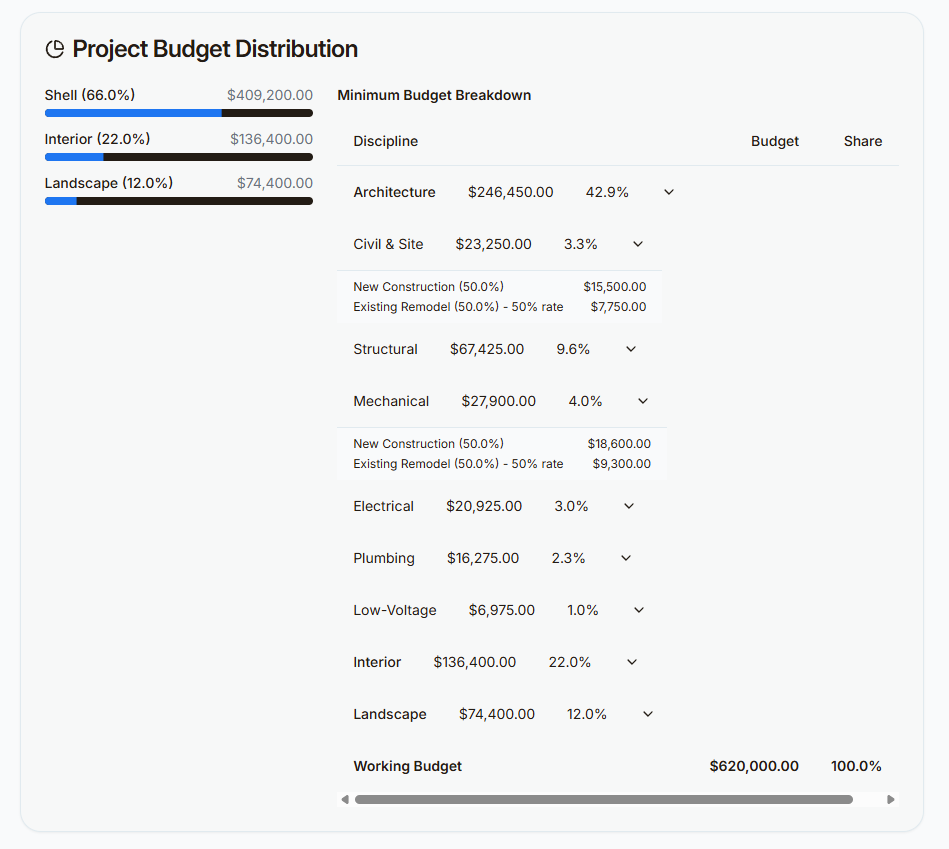 Project Budget Distribution
Shell (66.0%) $409,200.00
Interior (22.0%) $136,400.00
Landscape (12.0%) $74,400.00
Minimum Budget Breakdown
Discipline Budget Share
Architecture $246,450.00 42.9%
Civil & Site $23,250.00 3.3%
New Construction (50.0%) $15,500.00
Existing Remodel (50.0%) - 50% rate $7,750.00
Structural $67,425.00 9.6%
Mechanical $27,900.00 4.0%
New Construction (50.0%) $18,600.00
Existing Remodel (50.0%) - 50% rate $9,300.00
Electrical $20,925.00 3.0%
Plumbing $16,275.00 2.3%
Low-Voltage $6,975.00 1.0%
Interior $136,400.00 22.0%
Landscape $74,400.00 12.0%
Working Budget $620,000.00 100.0%